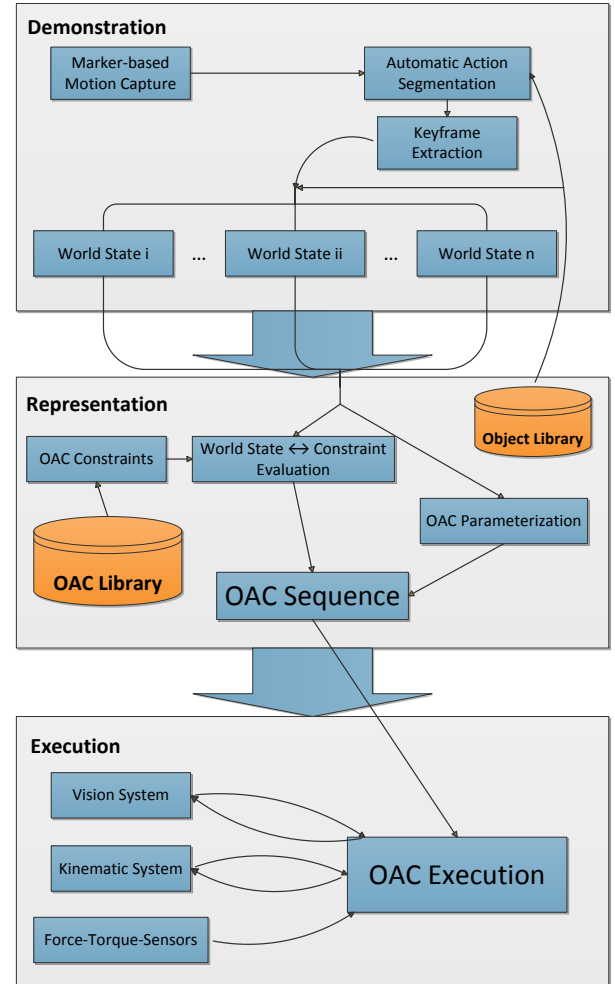 Demonstration
Marker-based
Motion Capture
Automatic Action
Segmentation
Keyframe
Extraction
World State i
...
World State ii
...
World State n
Representation
Object Library
OAC Constraints
World State ↔ Constraint
Evaluation
OAC Parameterization
OAC Library
OAC Sequence
Execution
Vision System
Kinematic System
OAC Execution
Force-Torque-Sensors